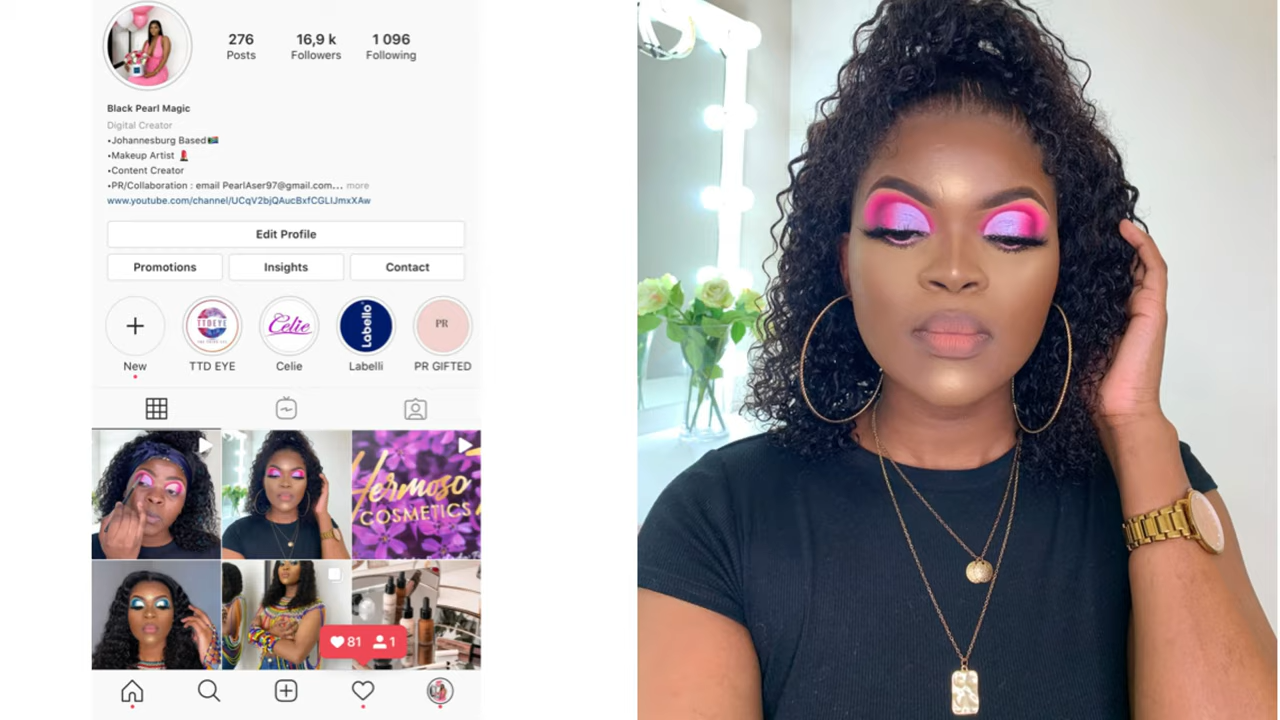 276
16,9 k
1 096
Posts
Followers
Following
Black Pearl Magic
Digital Creator
•Johannesburg Based🇿🇦
•Makeup Artist 💄
•Content Creator
•PR/Collaboration : email PearlAser97@gmail.com... more
www.youtube.com/channel/UCqV2bjQAucBxfCGLIJmxXAw
Edit Profile
Promotions
Insights
Contact
TTDEYE
Celie
Labello
PR
New
TTD EYE
Celie
Labelli
PR GIFTED
Hermoso
COSMETICS
81
1